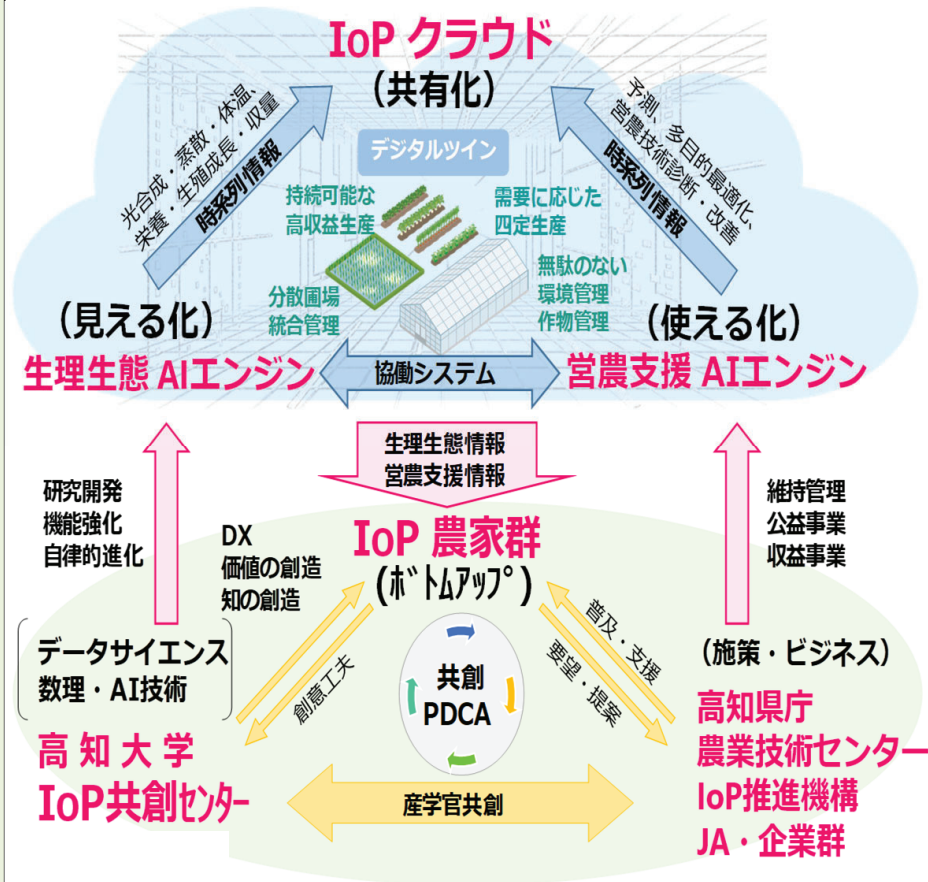 IoP クラウド
(共有化)
光合成・蒸散・体温、
栄養・生殖成長・収量
時系列情報
予測、多目的最適化、
営農技術診断・改善
時系列情報
デジタルツイン
持続可能な
高収益生産
需要に応じた
四定生産
分散圃場
統合管理
無駄のない
環境管理
作物管理
(見える化)
生理生態 AIエンジン
協働システム
(使える化)
営農支援 AIエンジン
生理生態情報
営農支援情報
研究開発
機能強化
自律的進化
維持管理
公益事業
収益事業
IoP 農家群
(ボトムアップ)
DX
価値の創造
知の創造
創意工夫
普及・支援
要望・提案
共創
PDCA
データサイエンス
数理・AI技術
高知大学
IoP共創センター
産学官共創
(施策・ビジネス)
高知県庁
農業技術センター
IoP推進機構
JA・企業群